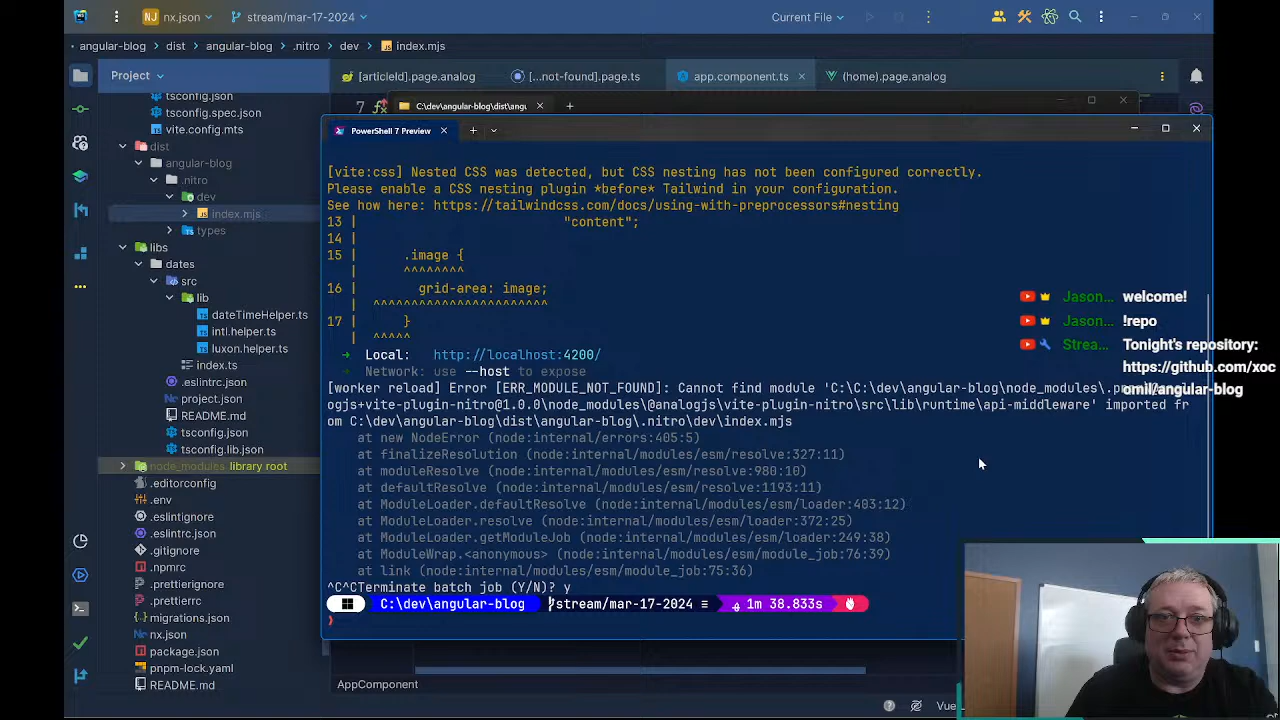 NJ nx.json
stream/mar-17-2024
Current File
angular-blog
dist
angular-blog
.nitro
dev
index.mjs
Project
[articleId].page.analog
[...not-found].page.ts
app.component.ts
(home).page.analog
tsconfig.spec.json
vite.config.mts
dist
angular-blog
.nitro
dev
index.mjs
types
libs
dates
src
lib
dateTimeHelper.ts
intl.helper.ts
luxon.helper.ts
index.ts
.eslintrc.json
project.json
README.md
tsconfig.json
tsconfig.lib.json
node_modules library root
.editorconfig
.env
.eslintignore
.eslintrc.json
.gitignore
.npmrc
.prettierignore
.prettierrc
migrations.json
nx.json
package.json
pnpm-lock.yaml
README.md
7
PowerShell 7 Preview
[vite:css] Nested CSS was detected, but CSS nesting has not been configured correctly.
Please enable a CSS nesting plugin *before* Tailwind in your configuration.
See how here: https://tailwindcss.com/docs/using-with-preprocessors#nesting
13 | "content";
14 |
15 | .image {
| ^^^^^^^^
16 | grid-area: image;
| ^^^^^^^^^^^^^^^^^^^^^^^
17 | }
| ^^^^^
➜ Local: http://localhost:4200/
➜ Network: use --host to expose
[worker reload] Error [ERR_MODULE_NOT_FOUND]: Cannot find module 'C:\C:\dev\angular-blog\node_modules\
logjs+vite-plugin-nitro@1.0.0\node_modules\@analogjs\vite-plugin-nitro\src\lib\runtime\api-middleware' imported fr
om C:\dev\angular-blog\dist\angular-blog\.nitro\dev\index.mjs
at new NodeError (node:internal/errors:405:5)
at finalizeResolution (node:internal/modules/esm/resolve:327:11)
at moduleResolve (node:internal/modules/esm/resolve:980:10)
at defaultResolve (node:internal/modules/esm/resolve:1193:11)
at ModuleLoader.defaultResolve (node:internal/modules/esm/loader:403:12)
at ModuleLoader.resolve (node:internal/modules/esm/loader:372:25)
at ModuleLoader.getModuleJob (node:internal/modules/esm/loader:249:38)
at ModuleWrap.<anonymous> (node:internal/modules/esm/module_job:76:39)
at link (node:internal/modules/esm/module_job:75:36)
^C^CTerminate batch job (Y/N)? y
C:\dev\angular-blog stream/mar-17-2024 ≡ 1m 38.833s
Jason... welcome!
Jason... !repo
Strea... Tonight's repository:
https://github.com/xoc
omil/angular-blog
AppComponent